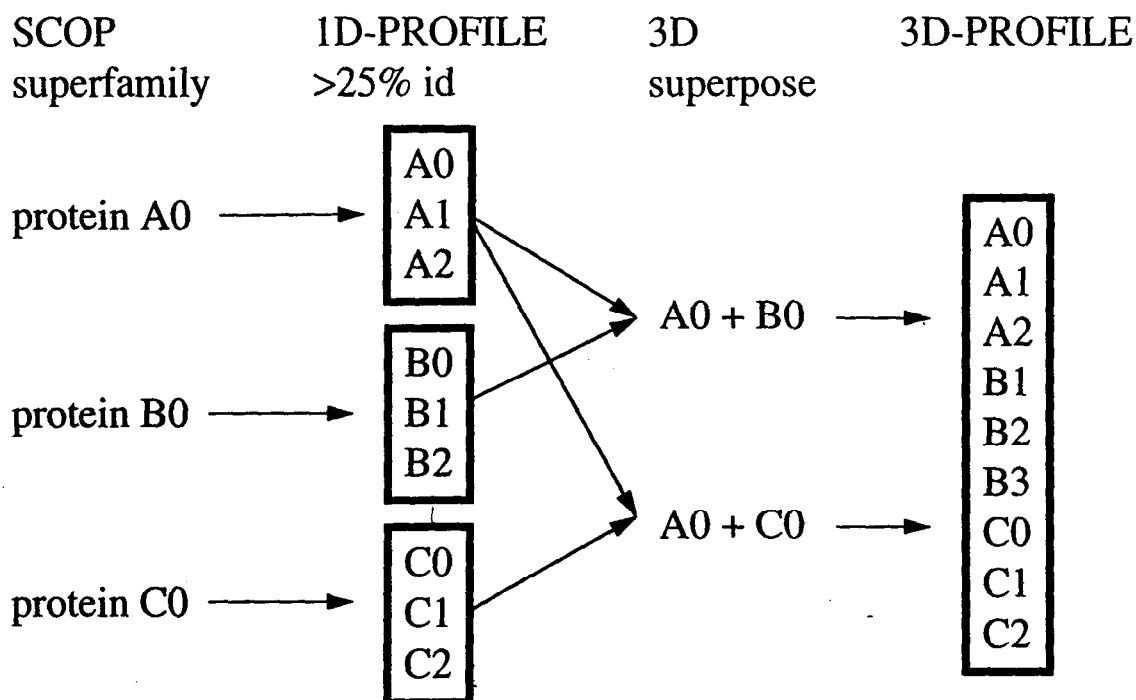 SCOP superfamily
1D-PROFILE >25% id
3D superpose
3D-PROFILE
protein A0
A0
A1
A2
protein B0
B0
B1
B2
protein C0
C0
C1
C2
A0 + B0
A0 + C0
A0
A1
A2
B1
B2
B3
C0
C1
C2